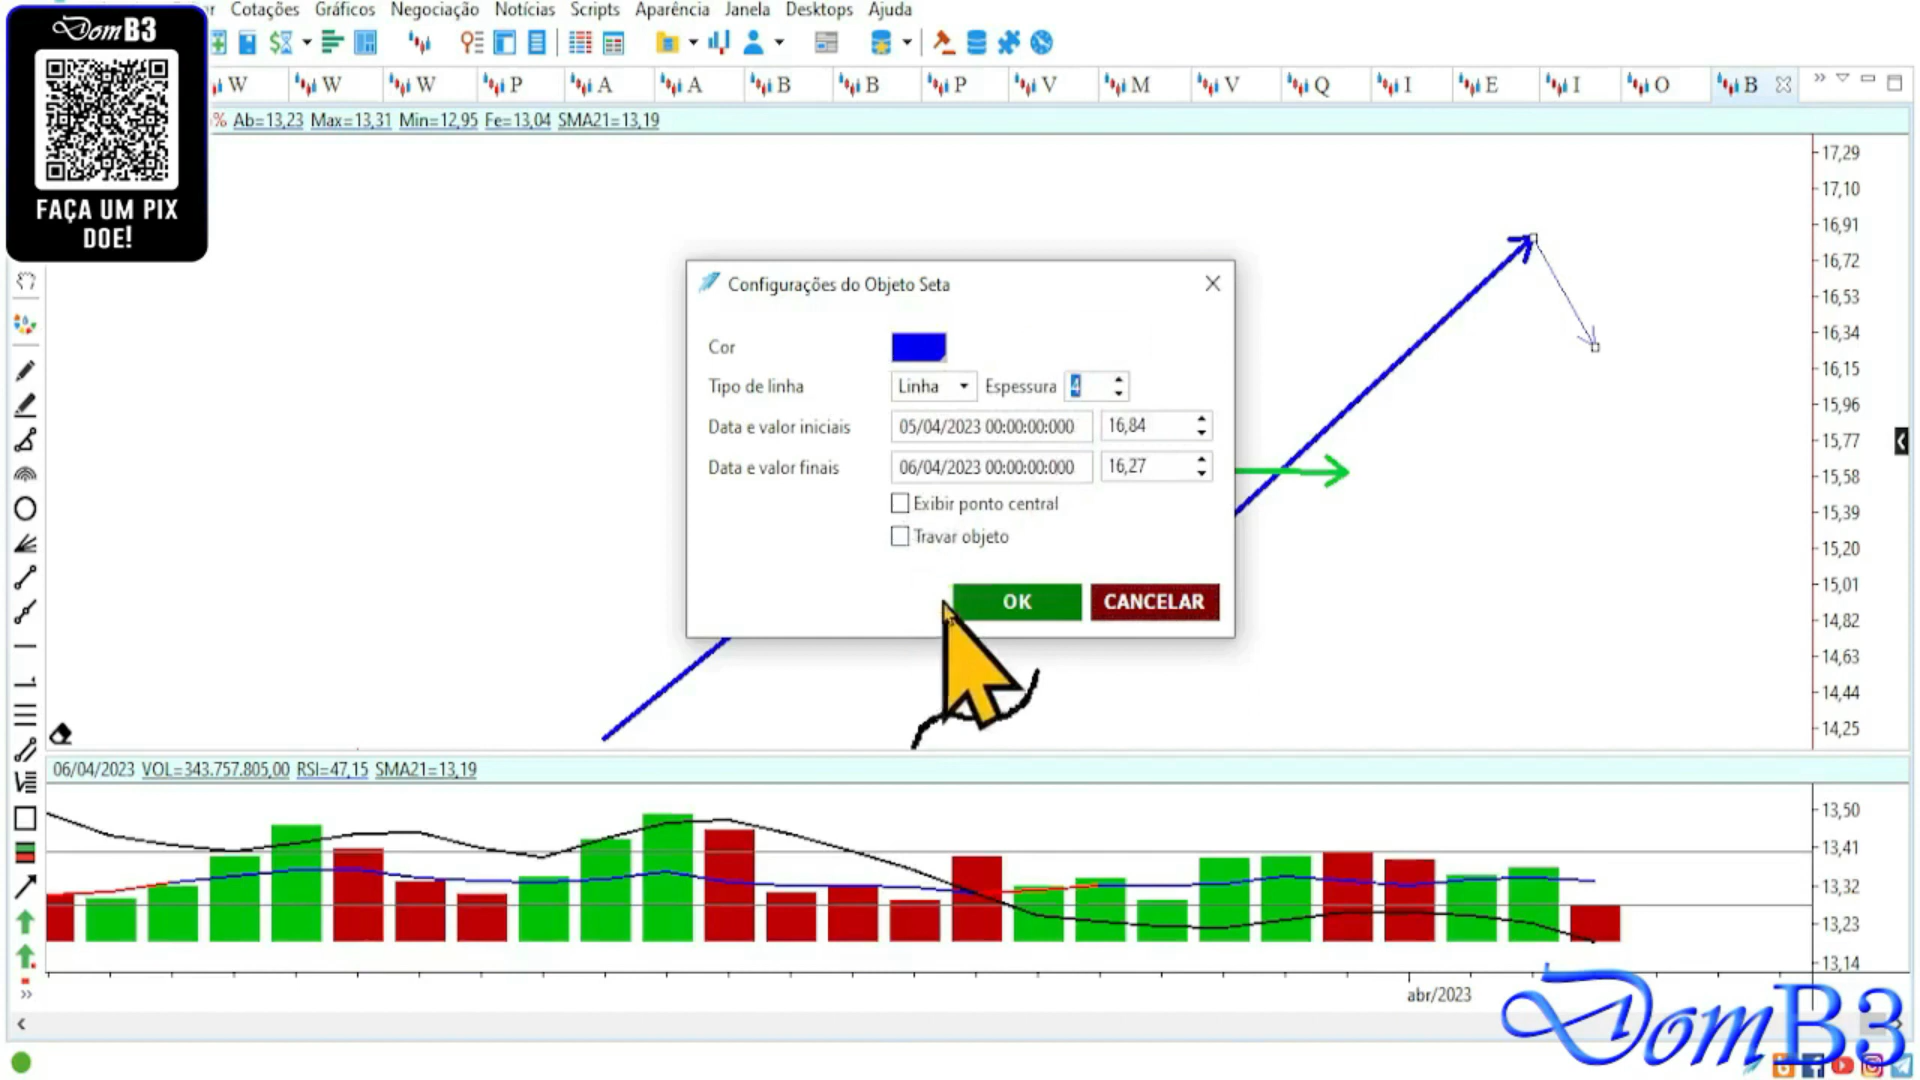 Cotações Gráficos Negociação Notícias Scripts Aparência Janela Desktops Ajuda
DomB3
FAÇA UM PIX
DOE!
W W W P A A B B P V M V Q I E I O B
% Ab=13,23 Max=13,31 Min=12,95 Fe=13,04 SMA21=13,19
Configurações do Objeto Seta
Cor
Tipo de linha Linha Espessura 4
Data e valor iniciais 05/04/2023 00:00:00:000 16,84
Data e valor finais 06/04/2023 00:00:00:000 16,27
Exibir ponto central
Travar objeto
OK CANCELAR
17,29
17,10
16,91
16,72
16,53
16,34
16,15
15,96
15,77
15,58
15,39
15,20
15,01
14,82
14,63
14,44
14,25
06/04/2023 VOL=343.757.805,00 RSI=47,15 SMA21=13,19
13,50
13,41
13,32
13,23
13,14
abr/2023
DomB3